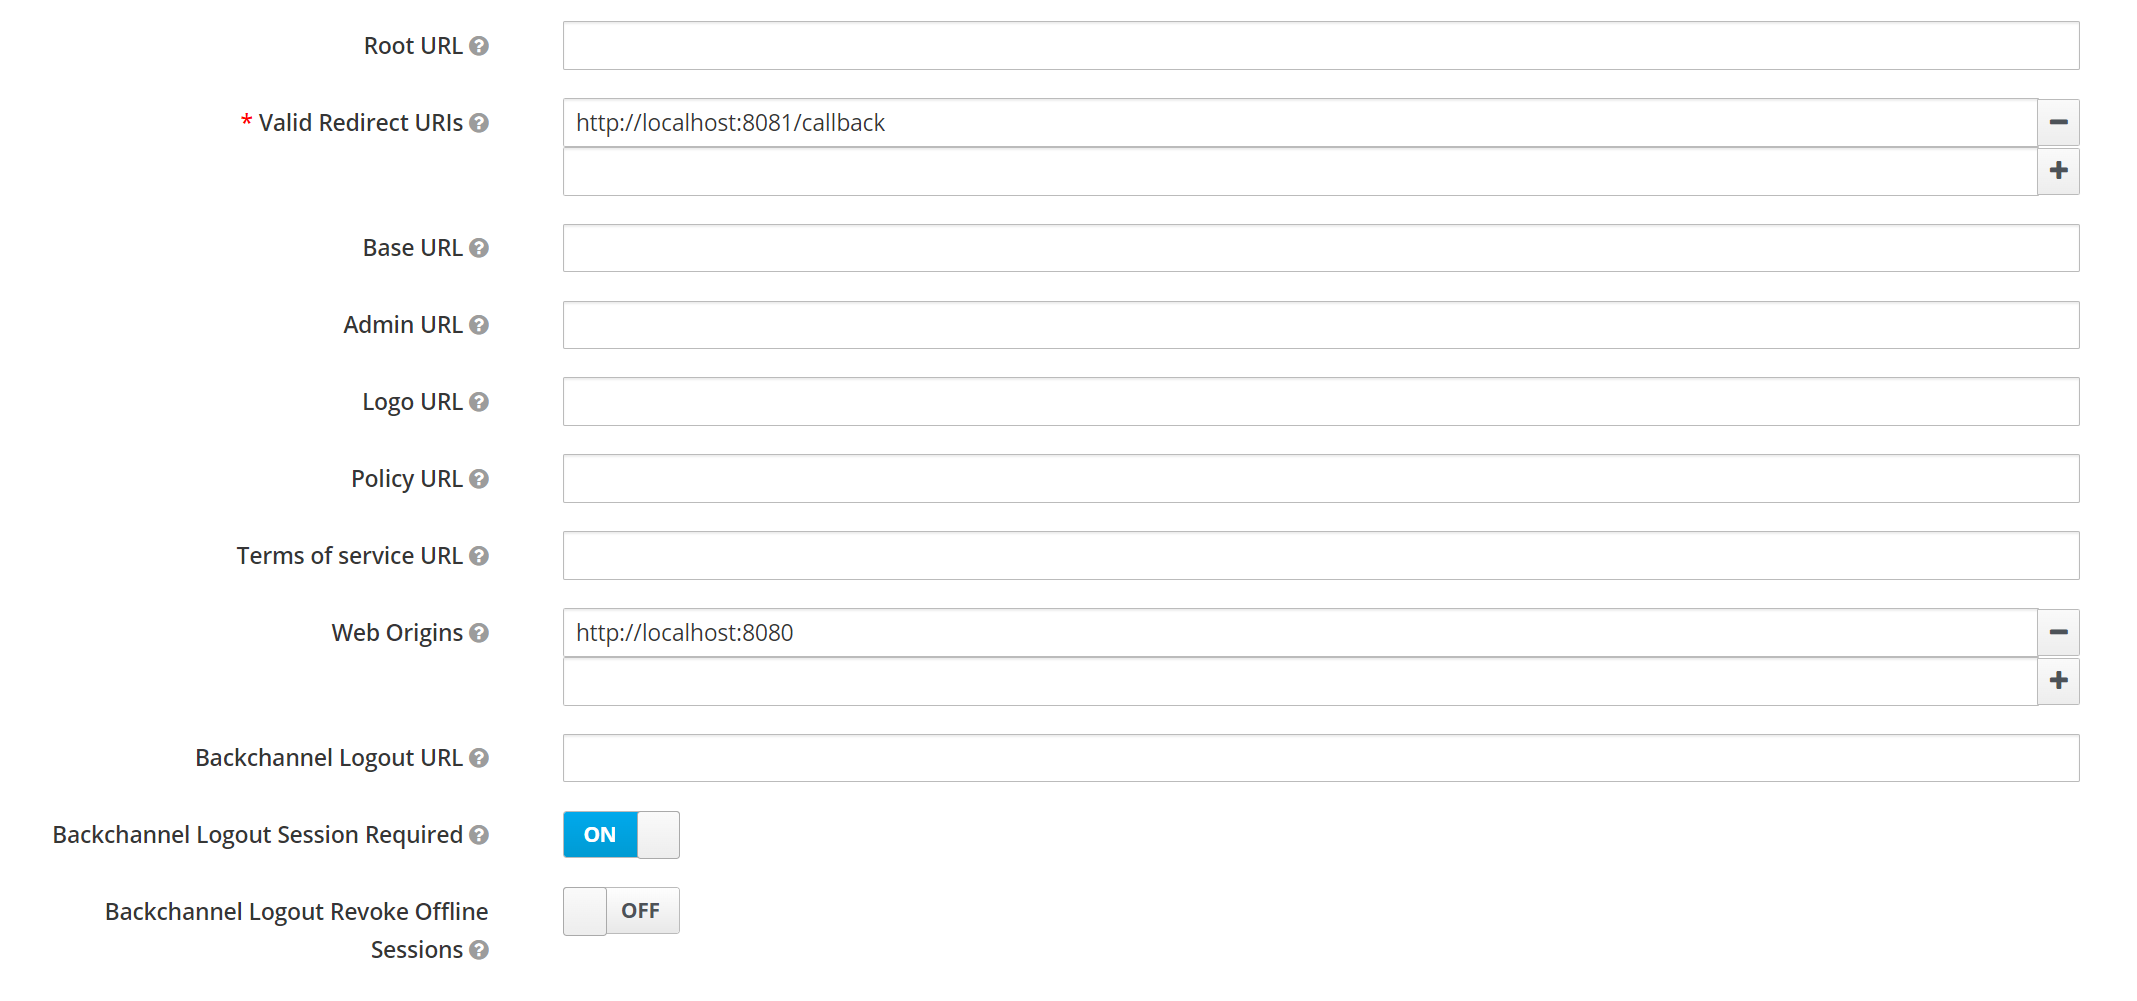 Root URL
* Valid Redirect URIs http://localhost:8081/callback
Base URL
Admin URL
Logo URL
Policy URL
Terms of service URL
Web Origins http://localhost:8080
Backchannel Logout URL
Backchannel Logout Session Required ON
Backchannel Logout Revoke Offline OFF
Sessions